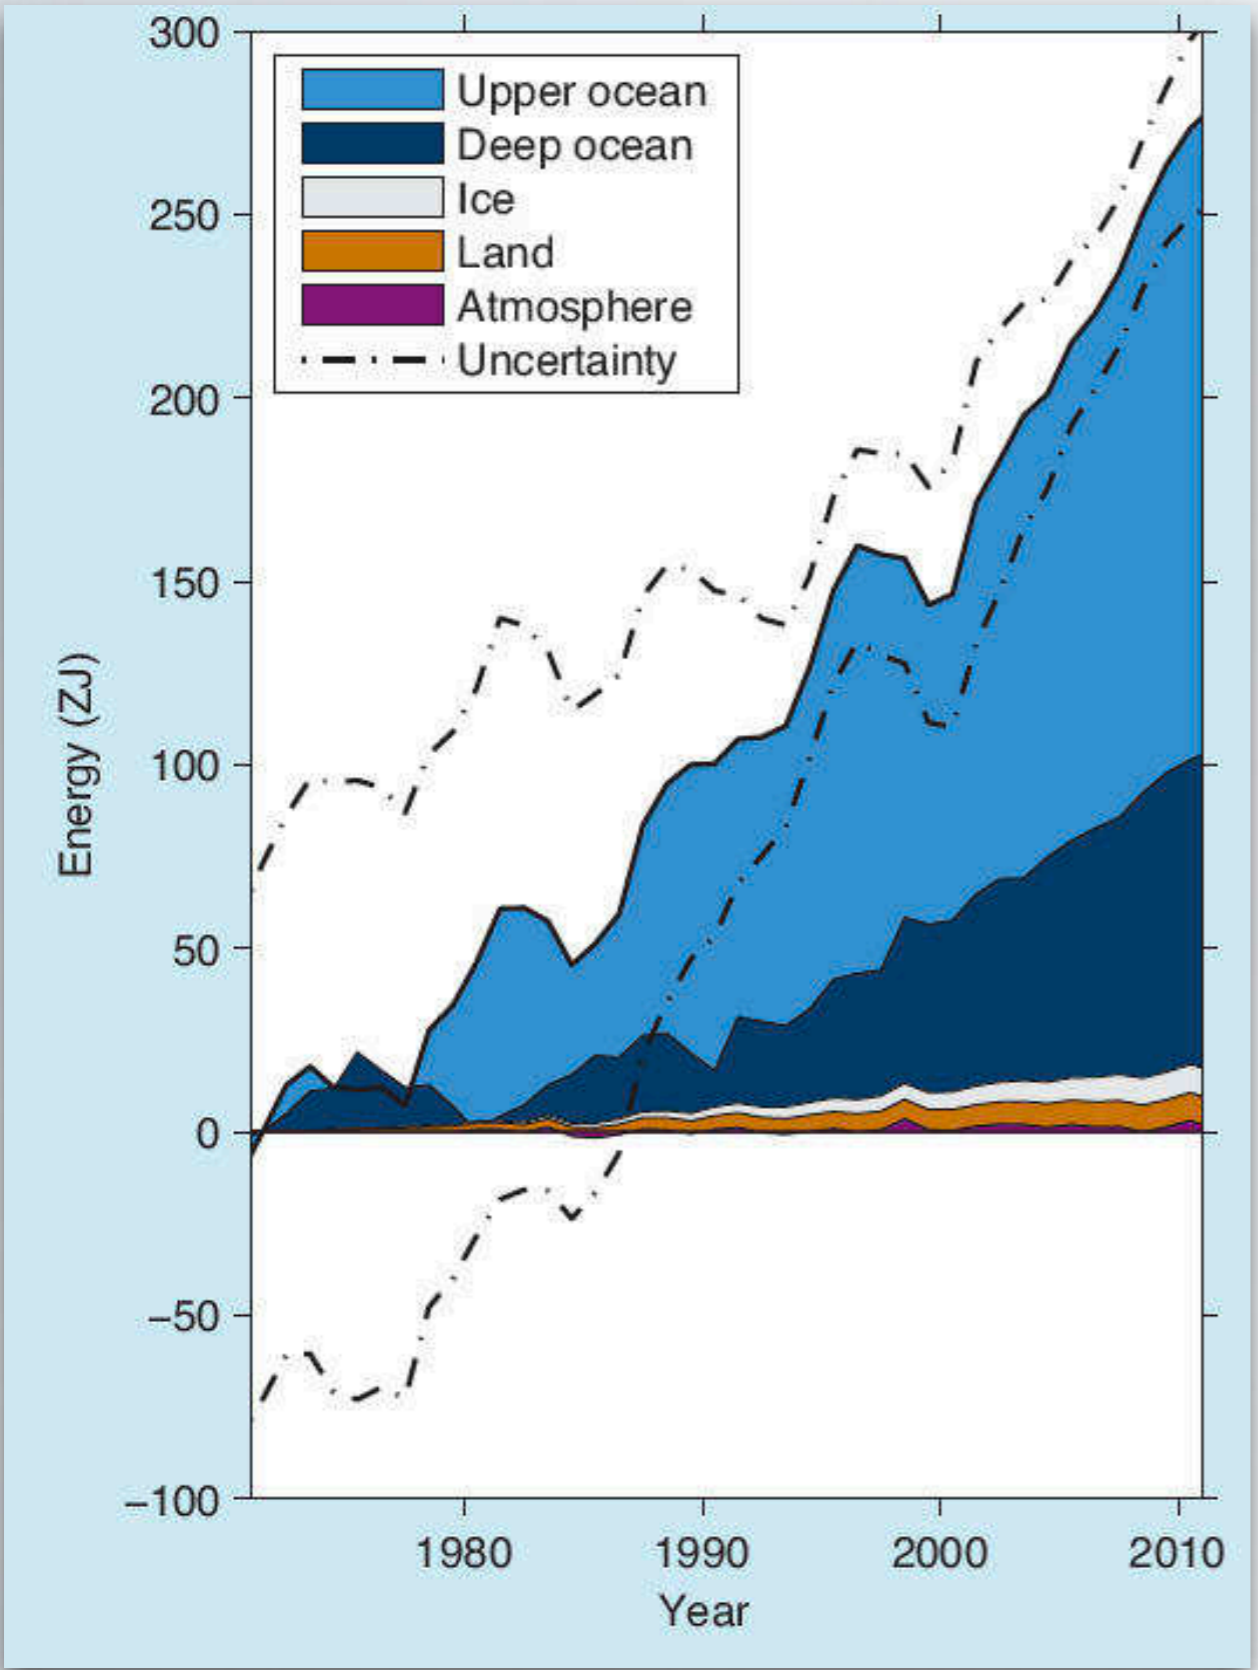 300
250
200
150
100
50
0
−50
−100
Energy (ZJ)
Upper ocean
Deep ocean
Ice
Land
Atmosphere
Uncertainty
1980 1990 2000 2010
Year